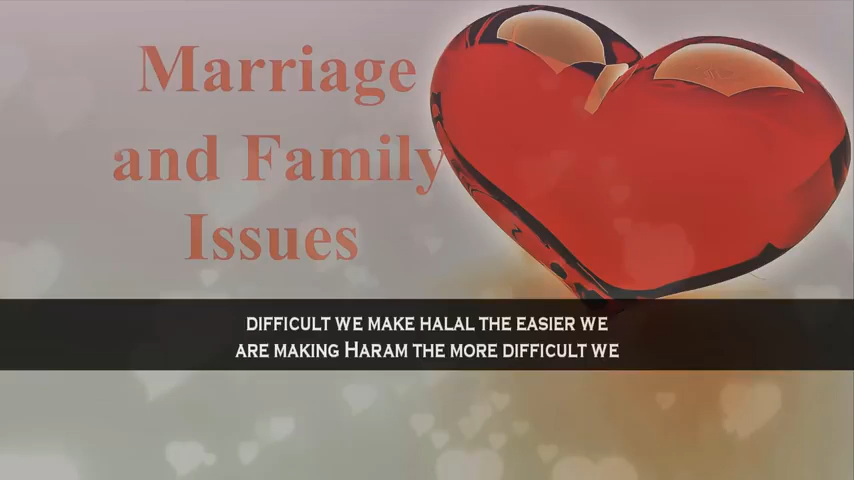 Marriage
and Family
Issues
DIFFICULT WE MAKE HALAL THE EASIER WE
ARE MAKING HARAM THE MORE DIFFICULT WE